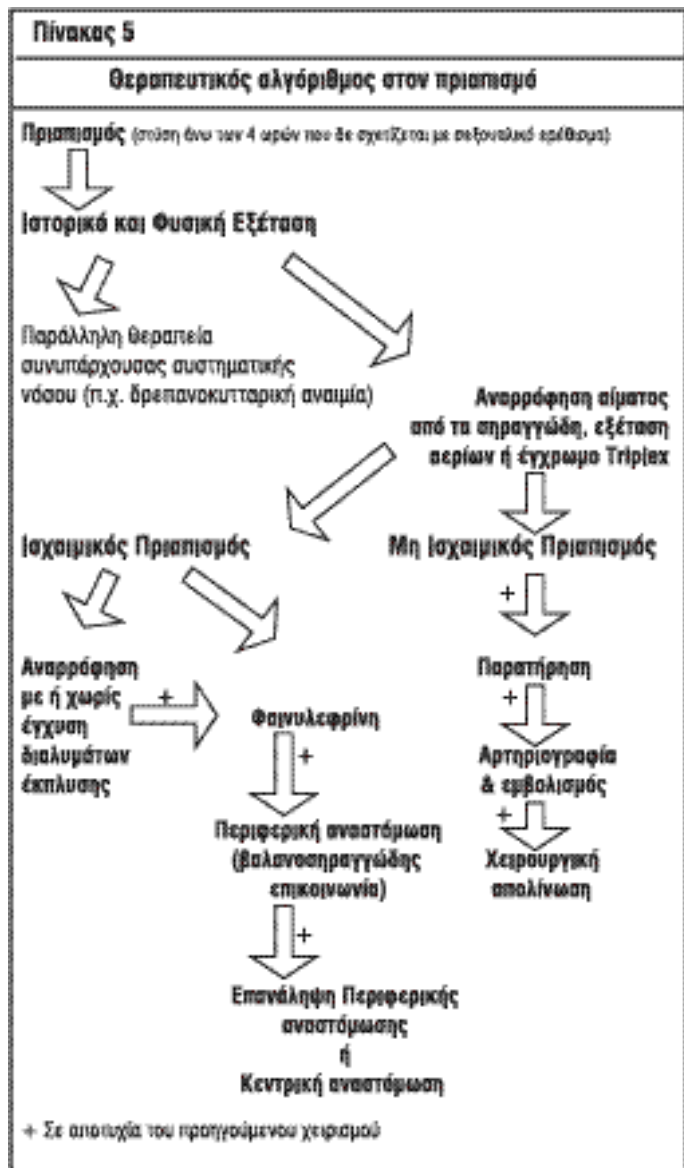 Πίνακας 5
Θεραπευτικός αλγόριθμος στον πριαπισμό
Πριαπισμός (στύση άνω των 4 ωρών που δε σχετίζεται με σεξουαλικό ερέθισμα)
Ιστορικό και Φυσική Εξέταση
Παράλληλη θεραπεία
συνυπάρχουσας συστηματικής
νόσου (π.χ. δρεπανοκυτταρική αναιμία)
Αναρρόφηση αίματος
από τα σηραγγώδη, εξέταση
αερίων ή έγχρωμο Triplex
Ισχαιμικός Πριαπισμός
Μη Ισχαιμικός Πριαπισμός
+
Αναρρόφηση
με ή χωρίς
έγχυση
διαλυμάτων
έκπλυσης
+
Φαινυλεφρίνη
+
Περιφερική αναστόμωση
(βαλανοσηραγγώδης
επικοινωνία)
+
Επανάληψη Περιφερικής
αναστόμωσης
ή
Κεντρική αναστόμωση
Παρατήρηση
+
Αρτηριογραφία
& εμβολισμός
+
Χειρουργική
απολίνωση
+ Σε αποτυχία του προηγούμενου χειρισμού